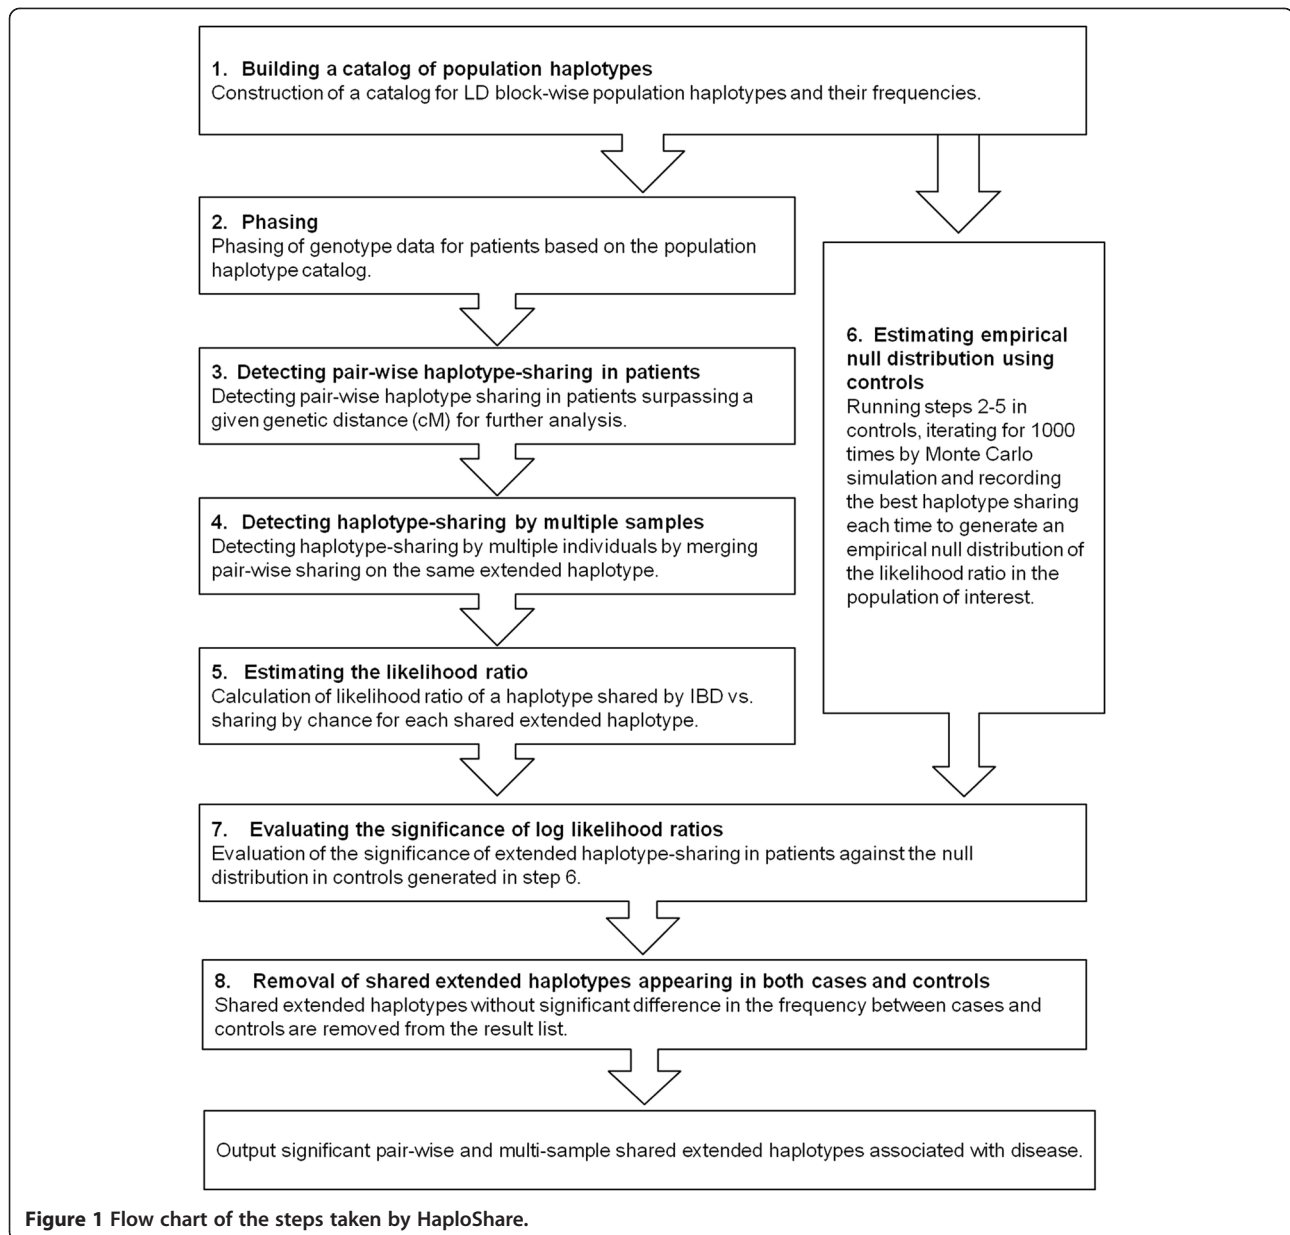 1. Building a catalog of population haplotypes
Construction of a catalog for LD block-wise population haplotypes and their frequencies.
2. Phasing
Phasing of genotype data for patients based on the population
haplotype catalog.
3. Detecting pair-wise haplotype-sharing in patients
Detecting pair-wise haplotype sharing in patients surpassing a
given genetic distance (cM) for further analysis.
4. Detecting haplotype-sharing by multiple samples
Detecting haplotype-sharing by multiple individuals by merging
pair-wise sharing on the same extended haplotype.
5. Estimating the likelihood ratio
Calculation of likelihood ratio of a haplotype shared by IBD vs.
sharing by chance for each shared extended haplotype.
6. Estimating empirical
null distribution using
controls
Running steps 2-5 in
controls, iterating for 1000
times by Monte Carlo
simulation and recording
the best haplotype sharing
each time to generate an
empirical null distribution of
the likelihood ratio in the
population of interest.
7. Evaluating the significance of log likelihood ratios
Evaluation of the significance of extended haplotype-sharing in patients against the null
distribution in controls generated in step 6.
8. Removal of shared extended haplotypes appearing in both cases and controls
Shared extended haplotypes without significant difference in the frequency between cases and
controls are removed from the result list.
Output significant pair-wise and multi-sample shared extended haplotypes associated with disease.
Figure 1 Flow chart of the steps taken by HaploShare.